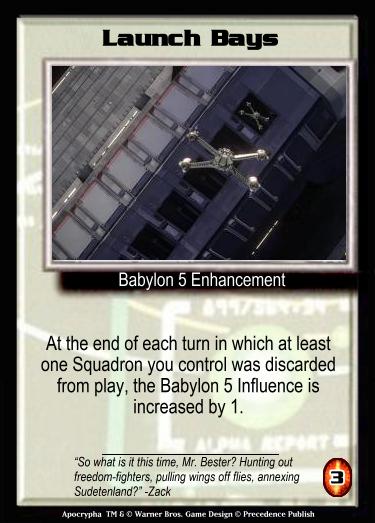 Launch Bays
Babylon 5 Enhancement
At the end of each turn in which at least
one Squadron you control was discarded
from play, the Babylon 5 Influence is
increased by 1.
“So what is it this time, Mr. Bester? Hunting out
freedom-fighters, pulling wings off flies, annexing
Sudetenland?” -Zack
3
Apocrypha TM & © Warner Bros. Game Design © Precedence Publish